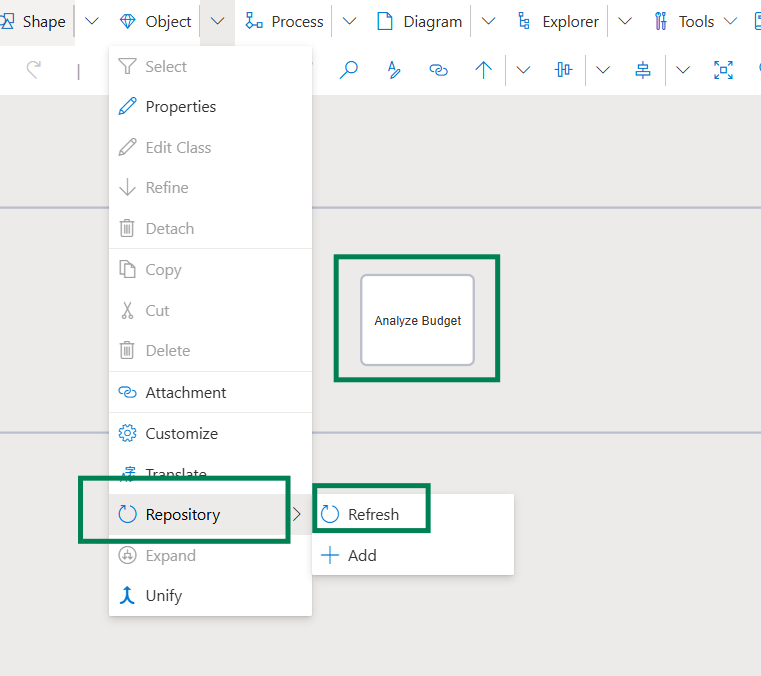 Shape Object Process Diagram Explorer Tools
Select
Properties
Edit Class
Refine
Detach
Copy
Analyze Budget
Cut
Delete
Attachment
Customize
Translate
Repository
Refresh
Expand
Add
Unify